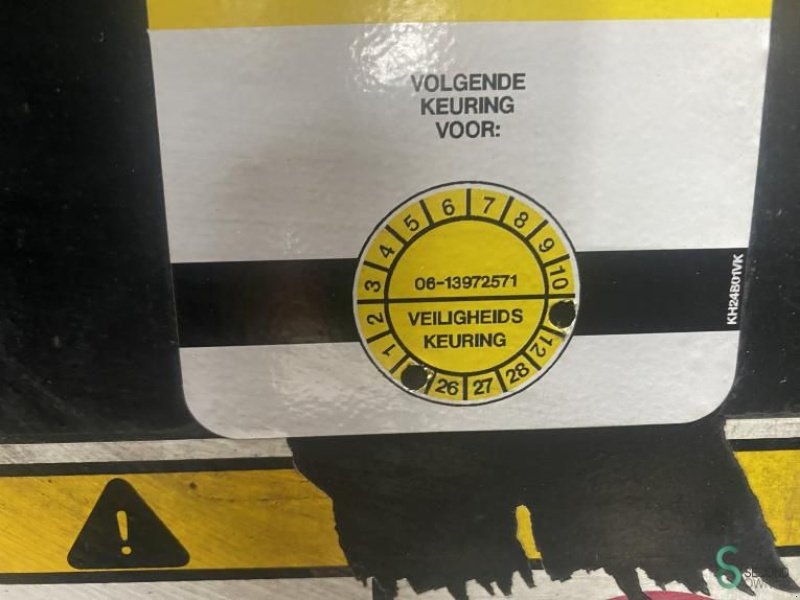 VOLGENDE
KEURING
VOOR:
1 2 3 4 5 6 7 8 9 10 12
06-13972571
VEILIGHEIDS
KEURING
26 27 28
KH24B01VK
!